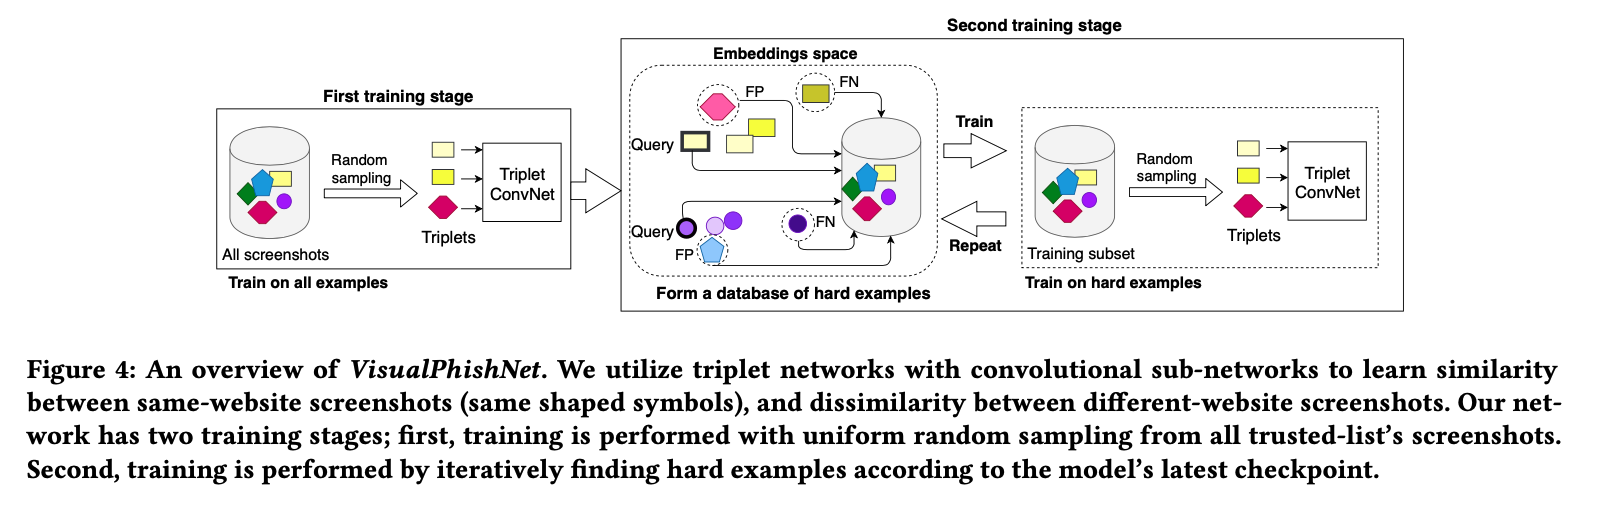 Second training stage
Embeddings space
First training stage
FP
FN
Query
Random
sampling
Triplet
ConvNet
Triplets
All screenshots
Train on all examples
Query
FP
FN
Form a database of hard examples
Train
Repeat
Random
sampling
Triplet
ConvNet
Triplets
Training subset
Train on hard examples
Figure 4: An overview of VisualPhishNet. We utilize triplet networks with convolutional sub-networks to learn similarity
between same-website screenshots (same shaped symbols), and dissimilarity between different-website screenshots. Our net-
work has two training stages; first, training is performed with uniform random sampling from all trusted-list's screenshots.
Second, training is performed by iteratively finding hard examples according to the model's latest checkpoint.